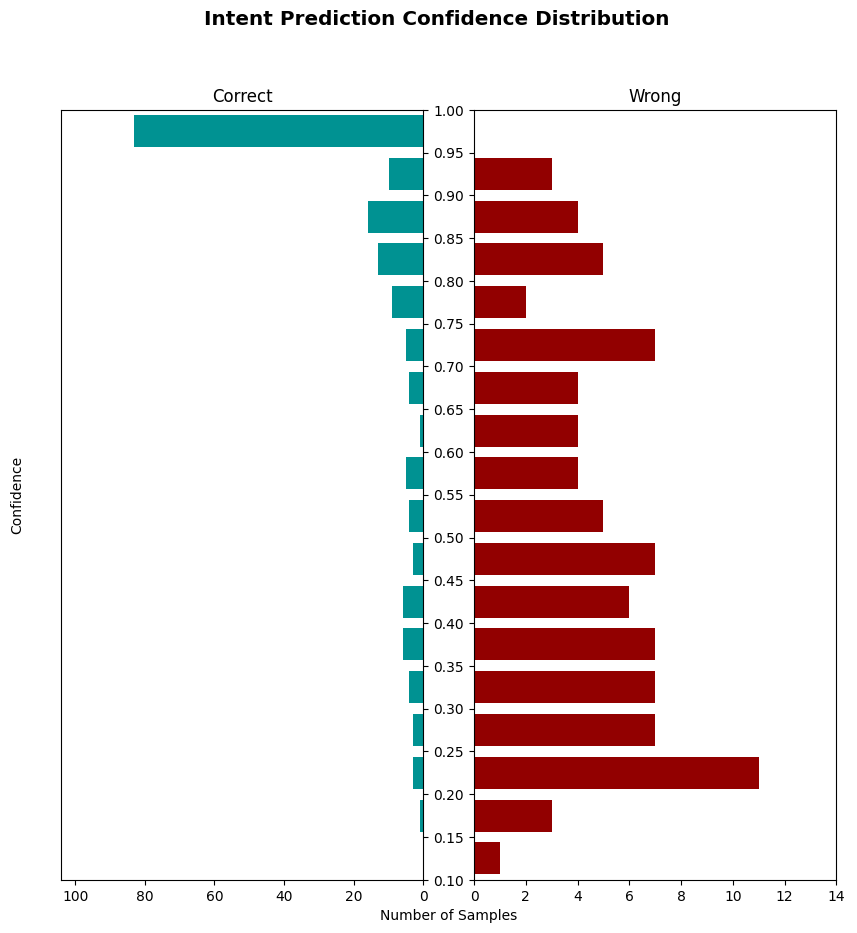 Intent Prediction Confidence Distribution
Correct
Wrong
1.00
0.95
0.90
0.85
0.80
0.75
0.70
0.65
0.60
0.55
0.50
0.45
0.40
0.35
0.30
0.25
0.20
0.15
0.10
Confidence
100 80 60 40 20 0
0 2 4 6 8 10 12 14
Number of Samples